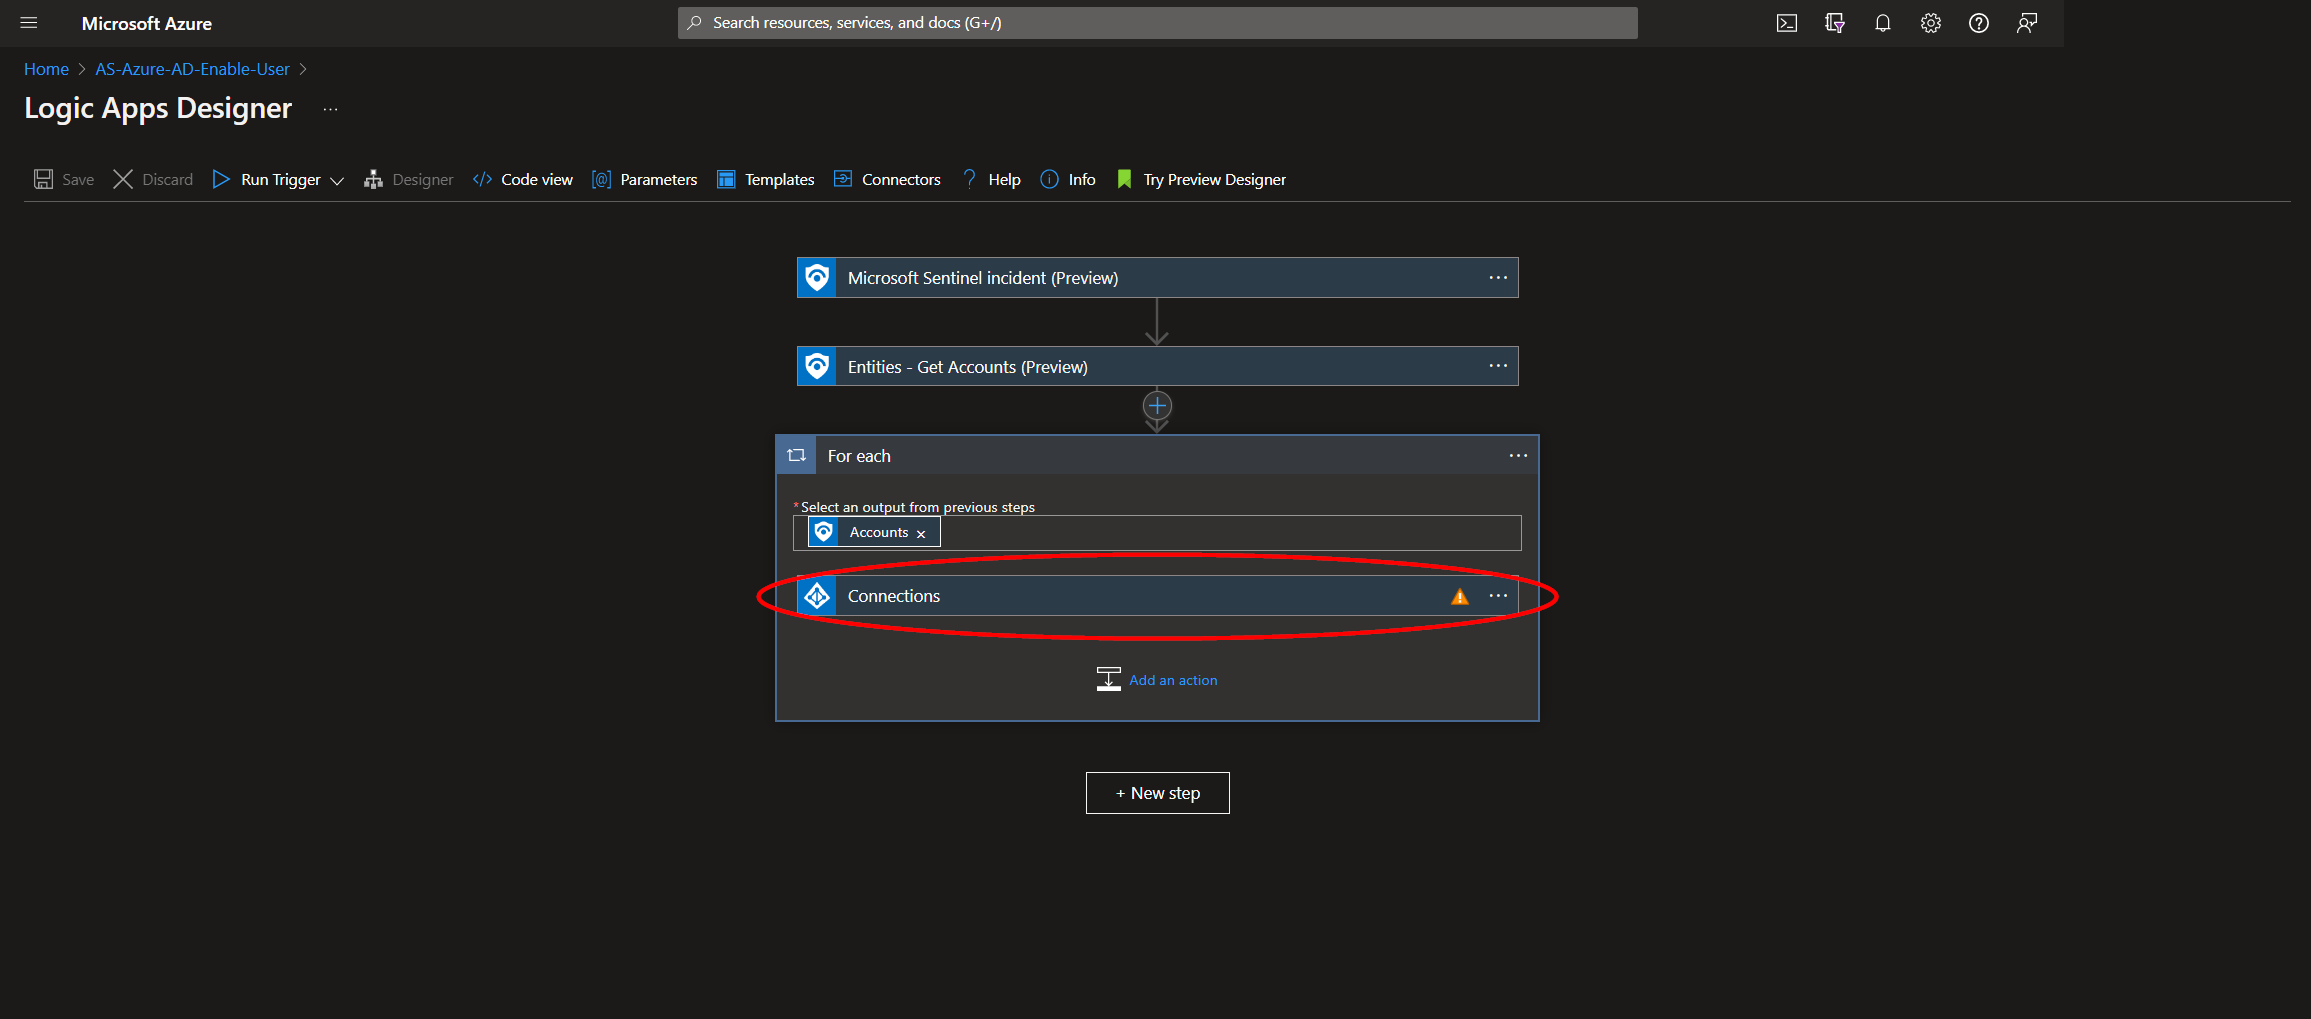 Microsoft Azure
Search resources, services, and docs (G+/)
Home > AS-Azure-AD-Enable-User >
Logic Apps Designer ...
Save Discard Run Trigger Designer </> Code view [@] Parameters Templates Connectors ? Help Info Try Preview Designer
Microsoft Sentinel incident (Preview)
Entities - Get Accounts (Preview)
For each
*Select an output from previous steps
Accounts ×
Connections
Add an action
+ New step